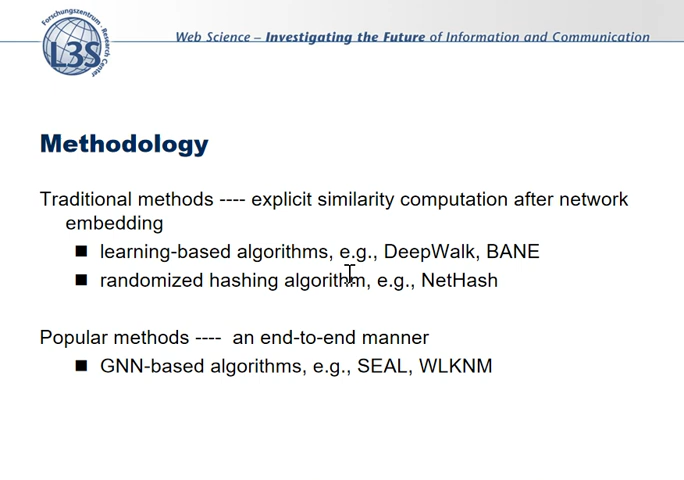 Forschungszentrum · Research Center
L3S
Web Science – Investigating the Future of Information and Communication
Methodology
Traditional methods ---- explicit similarity computation after network
embedding
■ learning-based algorithms, e.g., DeepWalk, BANE
■ randomized hashing algorithm, e.g., NetHash
Popular methods ---- an end-to-end manner
■ GNN-based algorithms, e.g., SEAL, WLKNM